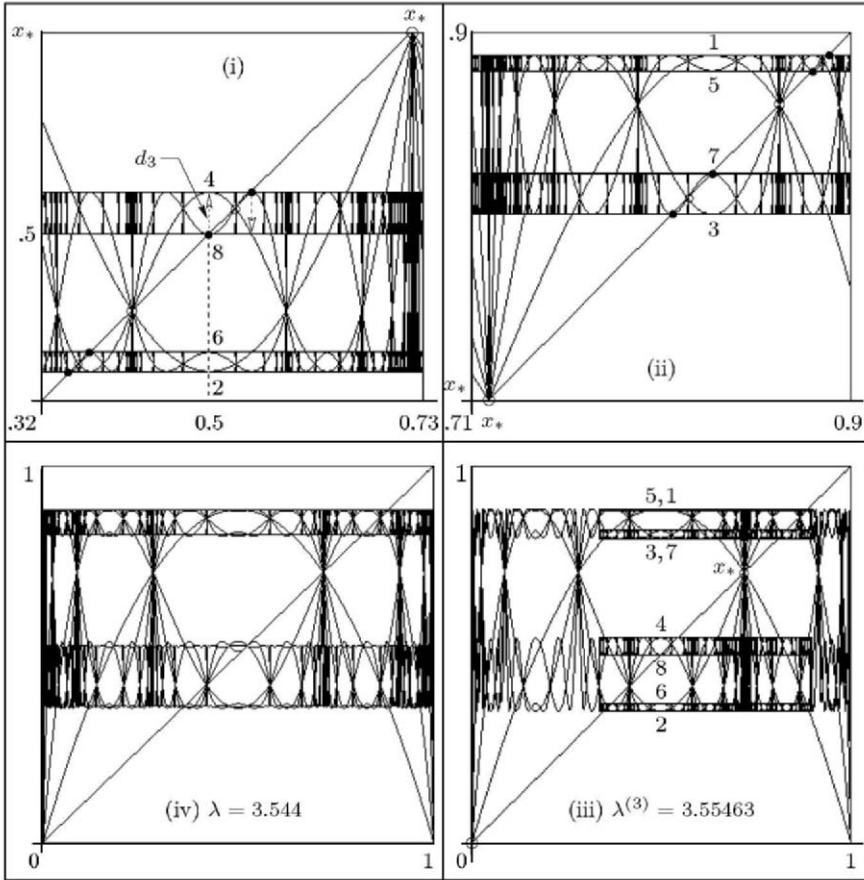 x* x*
(i)
d3 4
.5
8
6
2
.32 0.5 0.73
.9
1
5
7
3
(ii)
x*
.71 x* 0.9
1
(iv) λ = 3.544
0 1
1
5,1
3,7
x*
4
8
6
2
(iii) λ(3) = 3.55463
0 1